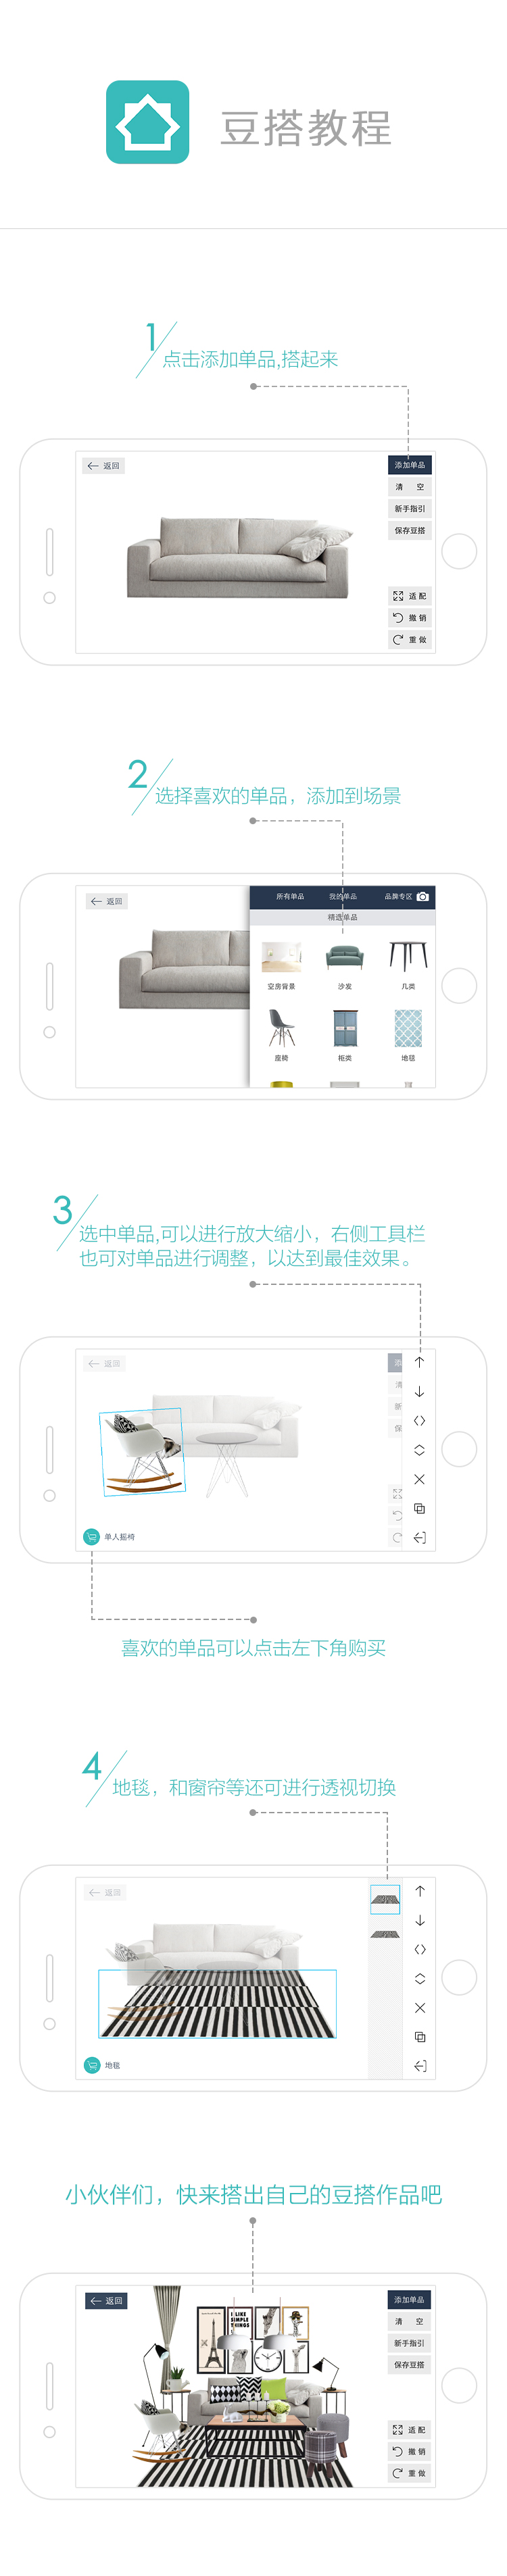 豆搭教程
1
点击添加单品,搭起来
返回
添加单品
清 空
新手指引
保存豆搭
适配
撤销
重做
2
选择喜欢的单品，添加到场景
返回
所有单品 我的单品 品牌专区
精选单品
空房背景 沙发 几类
座椅 柜类 地毯
3
选中单品,可以进行放大缩小，右侧工具栏
也可对单品进行调整，以达到最佳效果。
返回
添
清
新
保
单人摇椅
喜欢的单品可以点击左下角购买
4
地毯，和窗帘等还可进行透视切换
返回
地毯
小伙伴们，快来搭出自己的豆搭作品吧
返回
添加单品
清 空
新手指引
保存豆搭
I LIKE
SIMPLE
THINGS
适配
撤销
重做